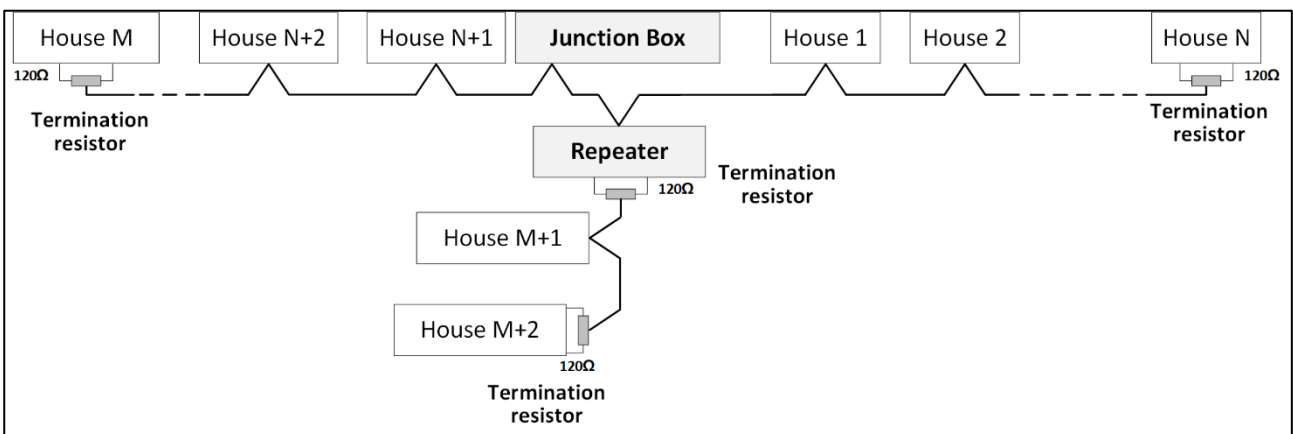 House M
House N+2
House N+1
Junction Box
House 1
House 2
House N
120Ω
120Ω
Termination
resistor
Termination
resistor
Repeater
120Ω
Termination
resistor
House M+1
House M+2
120Ω
Termination
resistor